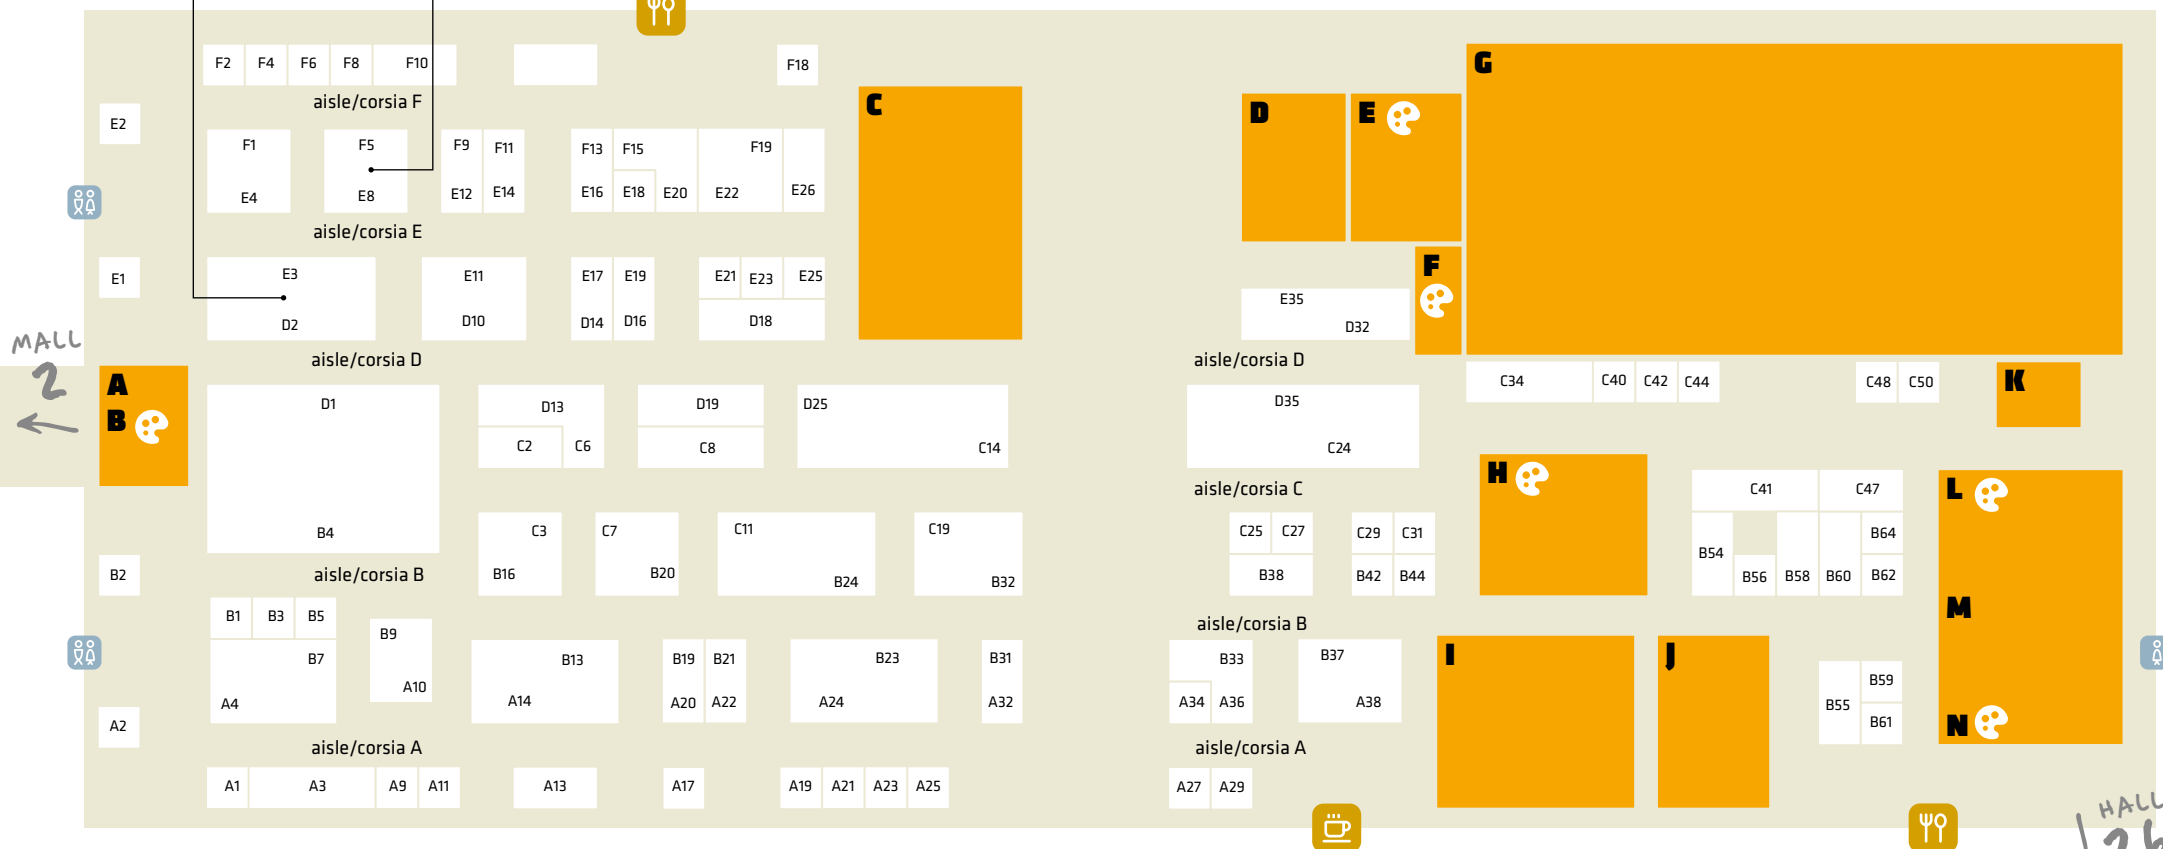 F2 F4 F6 F8 F10 F18
G
C
D E
aisle/corsia F
E2
F1 F5 F9 F11 F13 F15 F19
E4 E8 E12 E14 E16 E18 E20 E22 E26
aisle/corsia E
F
E1
E3 E11 E17 E19 E21 E23 E25
E35
D2 D10 D14 D16 D18
D32
MALL
2
aisle/corsia D aisle/corsia D
A
B
C34 C40 C42 C44 C48 C50
K
D1 D13 D19 D25 D35
C2 C6 C8 C14 C24
H
aisle/corsia C
C41 C47
L
B4
C3 C7 C11 C19 C25 C27 C29 C31
B54 B64
B16 B20 B24 B32 B38 B42 B44
B56 B58 B60 B62
B2
aisle/corsia B
M
B1 B3 B5
aisle/corsia B
B9
B7 B13 B19 B21 B23 B31 B33 B37
I J
B59
A4 A10 A14 A20 A22 A24 A32 A34 A36 A38
B55
B61
N
A2
aisle/corsia A aisle/corsia A
A1 A3 A9 A11 A13 A17 A19 A21 A23 A25 A27 A29
HALL
26